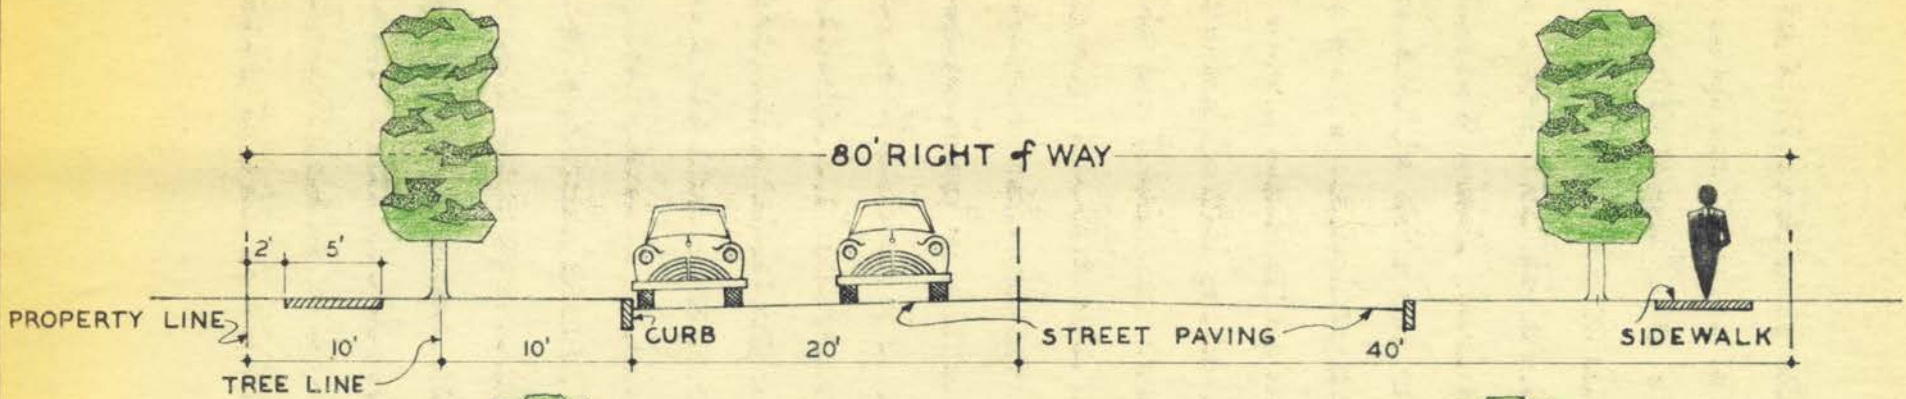 80' RIGHT of WAY
2' 5'
PROPERTY LINE
CURB
STREET PAVING
SIDEWALK
10' 10' 20' 40'
TREE LINE